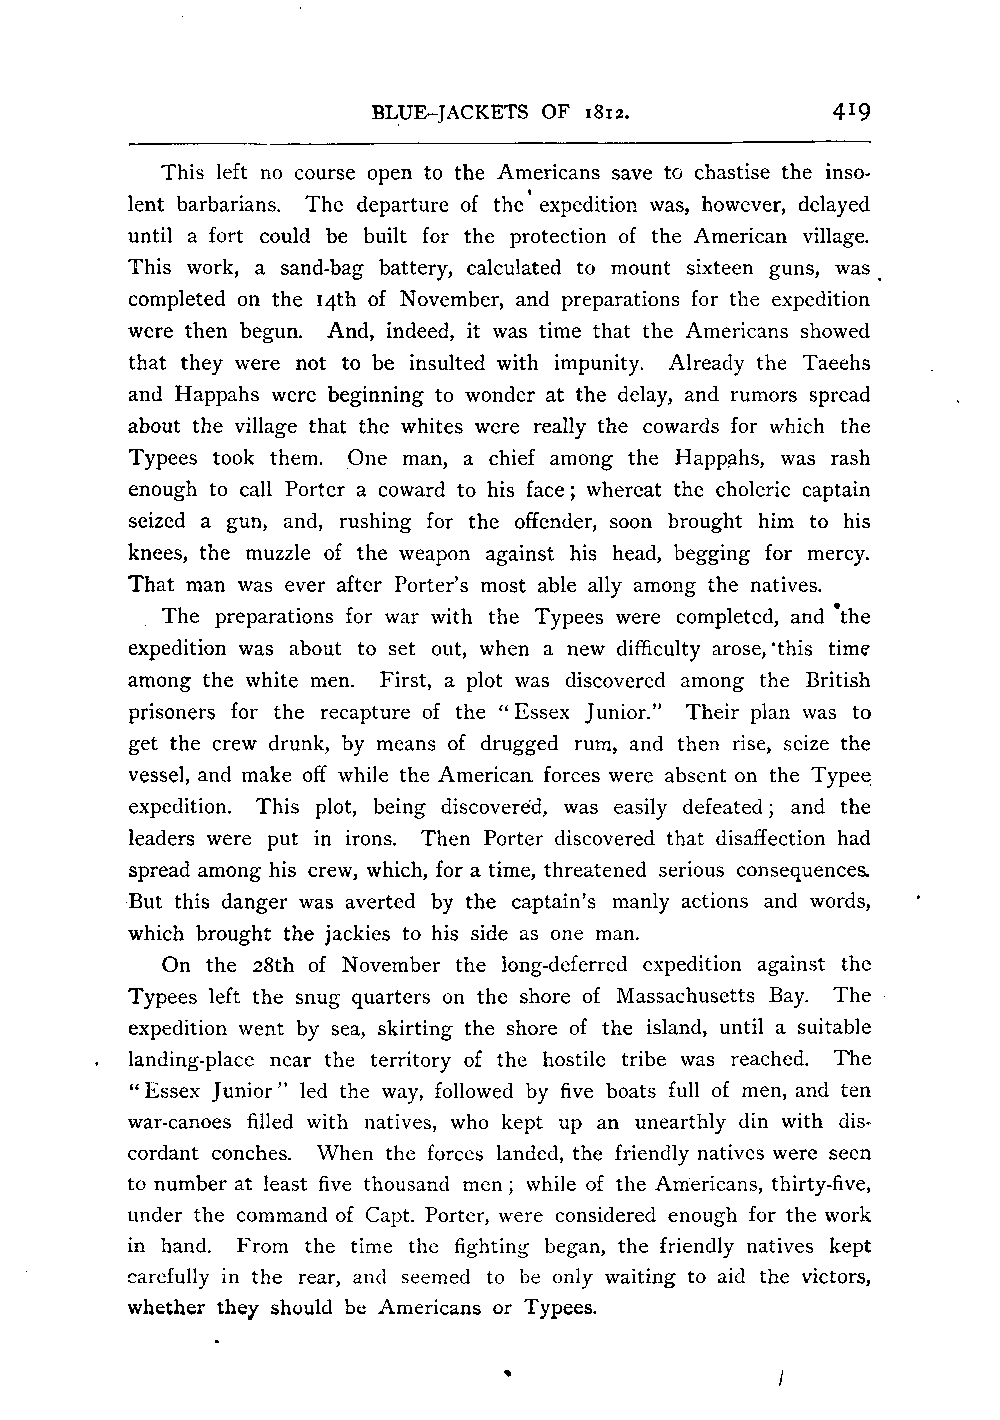 BLUE-JACKETS OF 1812. 419
This left no course open to the Americans save to chastise the inso-
lent barbarians. The departure of the expedition was, however, delayed
until a fort could be built for the protection of the American village.
This work, a sand-bag battery, calculated to mount sixteen guns, was
completed on the 14th of November, and preparations for the expedition
were then begun. And, indeed, it was time that the Americans showed
that they were not to be insulted with impunity. Already the Taeehs
and Happahs were beginning to wonder at the delay, and rumors spread
about the village that the whites were really the cowards for which the
Typees took them. One man, a chief among the Happahs, was rash
enough to call Porter a coward to his face; whereat the choleric captain
seized a gun, and, rushing for the offender, soon brought him to his
knees, the muzzle of the weapon against his head, begging for mercy.
That man was ever after Porter's most able ally among the natives.
The preparations for war with the Typees were completed, and the
expedition was about to set out, when a new difficulty arose, this time
among the white men. First, a plot was discovered among the British
prisoners for the recapture of the "Essex Junior." Their plan was to
get the crew drunk, by means of drugged rum, and then rise, seize the
vessel, and make off while the American forces were absent on the Typee
expedition. This plot, being discovered, was easily defeated; and the
leaders were put in irons. Then Porter discovered that disaffection had
spread among his crew, which, for a time, threatened serious consequences.
But this danger was averted by the captain's manly actions and words,
which brought the jackies to his side as one man.
On the 28th of November the long-deferred expedition against the
Typees left the snug quarters on the shore of Massachusetts Bay. The
expedition went by sea, skirting the shore of the island, until a suitable
landing-place near the territory of the hostile tribe was reached. The
"Essex Junior" led the way, followed by five boats full of men, and ten
war-canoes filled with natives, who kept up an unearthly din with dis-
cordant conches. When the forces landed, the friendly natives were seen
to number at least five thousand men; while of the Americans, thirty-five,
under the command of Capt. Porter, were considered enough for the work
in hand. From the time the fighting began, the friendly natives kept
carefully in the rear, and seemed to be only waiting to aid the victors,
whether they should be Americans or Typees.